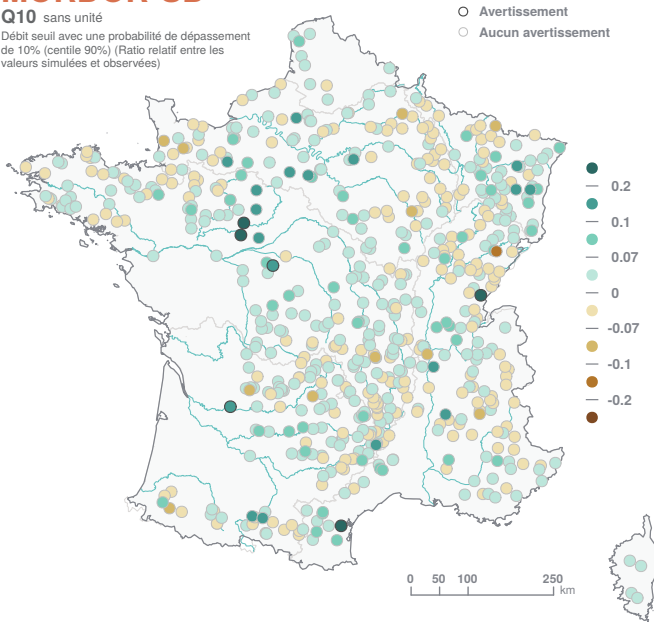 Q10 sans unité
Débit seuil avec une probabilité de dépassement
de 10% (centile 90%) (Ratio relatif entre les
valeurs simulées et observées)
Avertissement
Aucun avertissement
0.2
0.1
0.07
0
-0.07
-0.1
-0.2
0 50 100 250
km